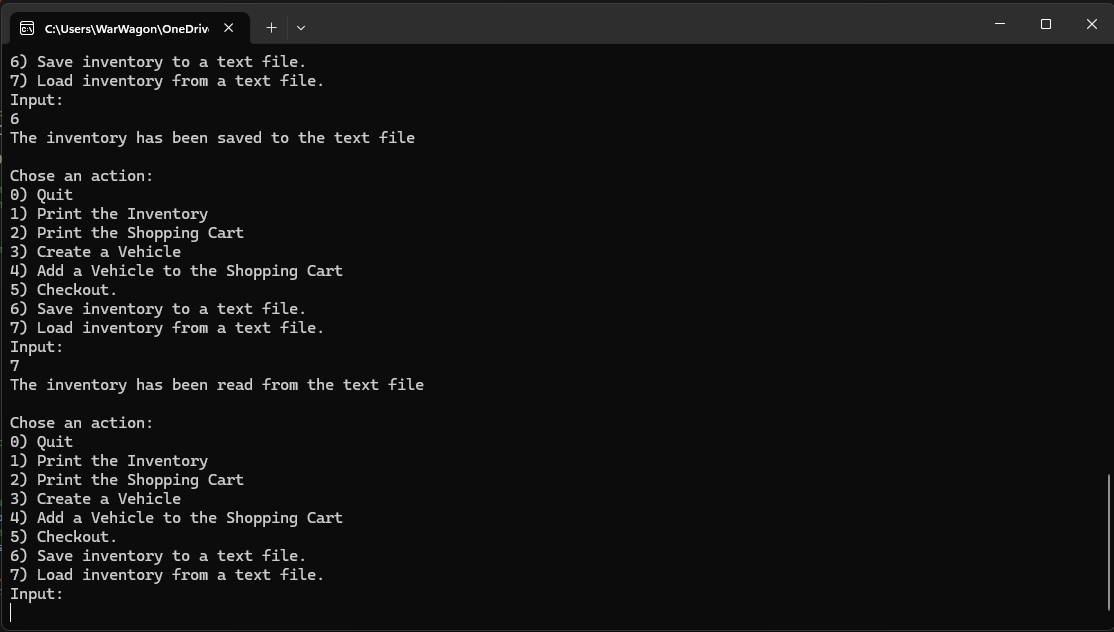 C:\Users\WarWagon\OneDriv
6) Save inventory to a text file.
7) Load inventory from a text file.
Input:
6
The inventory has been saved to the text file
Chose an action:
0) Quit
1) Print the Inventory
2) Print the Shopping Cart
3) Create a Vehicle
4) Add a Vehicle to the Shopping Cart
5) Checkout.
6) Save inventory to a text file.
7) Load inventory from a text file.
Input:
7
The inventory has been read from the text file
Chose an action:
0) Quit
1) Print the Inventory
2) Print the Shopping Cart
3) Create a Vehicle
4) Add a Vehicle to the Shopping Cart
5) Checkout.
6) Save inventory to a text file.
7) Load inventory from a text file.
Input: